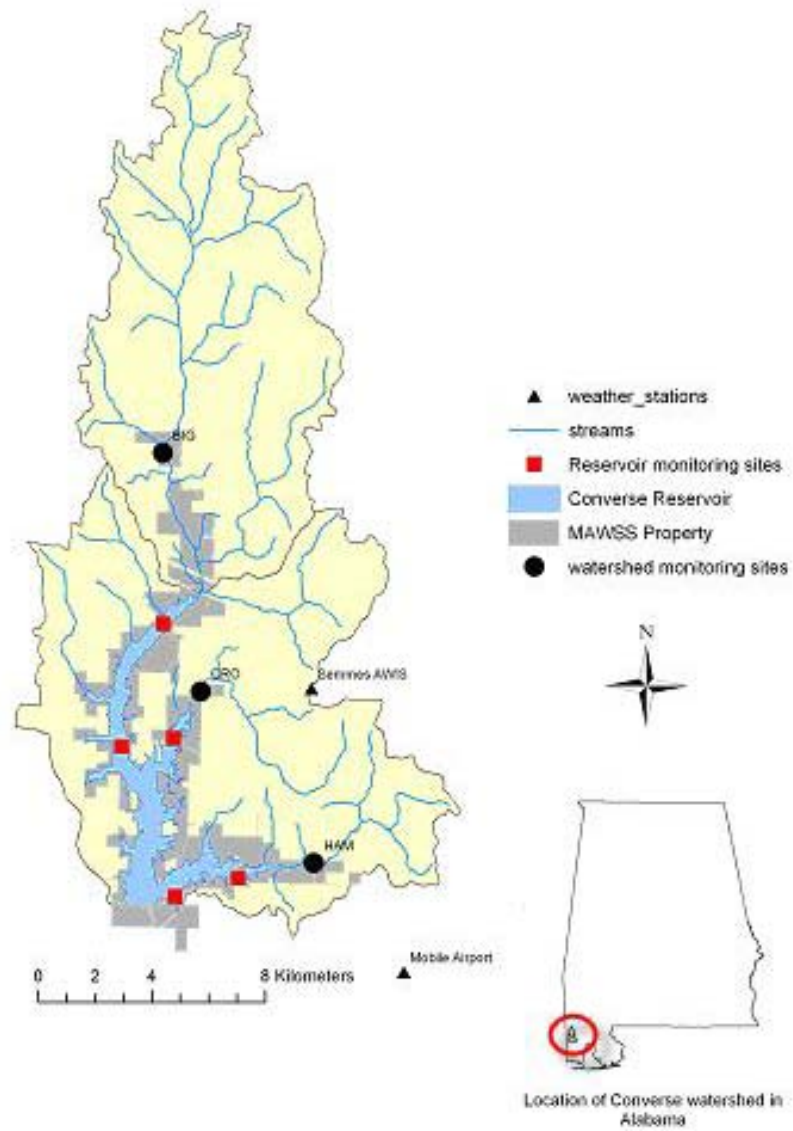 BIG
CRO
Semmes AWIS
HAM
Mobile Airport
0 2 4 8 Kilometers
weather_stations
streams
Reservoir monitoring sites
Converse Reservoir
MAWSS Property
watershed monitoring sites
N
Location of Converse watershed in
Alabama